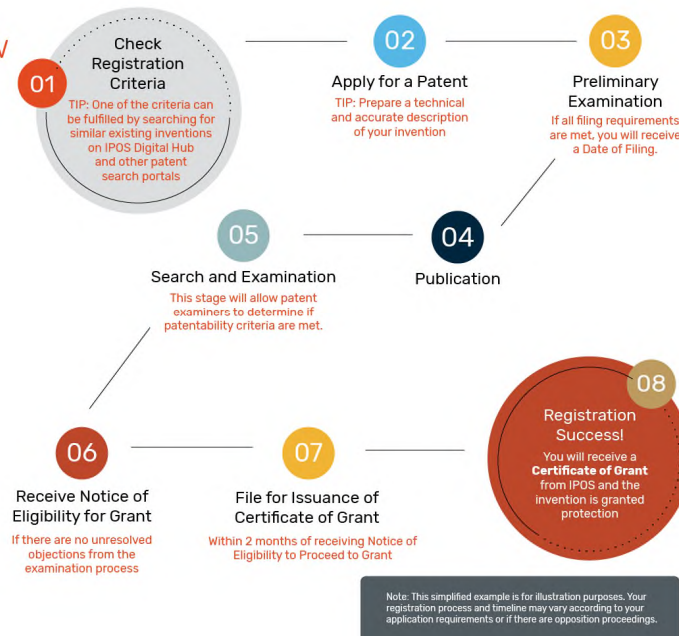 01
Check
Registration
Criteria
TIP: One of the criteria can
be fulfilled by searching for
similar existing inventions
on IPOS Digital Hub
and other patent
search portals
02
Apply for a Patent
TIP: Prepare a technical
and accurate description
of your invention
03
Preliminary
Examination
If all filing requirements
are met, you will receive
a Date of Filing.
04
Publication
05
Search and Examination
This stage will allow patent
examiners to determine if
patentability criteria are met.
06
Receive Notice of
Eligibility for Grant
If there are no unresolved
objections from the
examination process
07
File for Issuance of
Certificate of Grant
Within 2 months of receiving Notice of
Eligibility to Proceed to Grant
08
Registration
Success!
You will receive a
Certificate of Grant
from IPOS and the
invention is granted
protection
Note: This simplified example is for illustration purposes. Your
registration process and timeline may vary according to your
application requirements or if there are opposition proceedings.